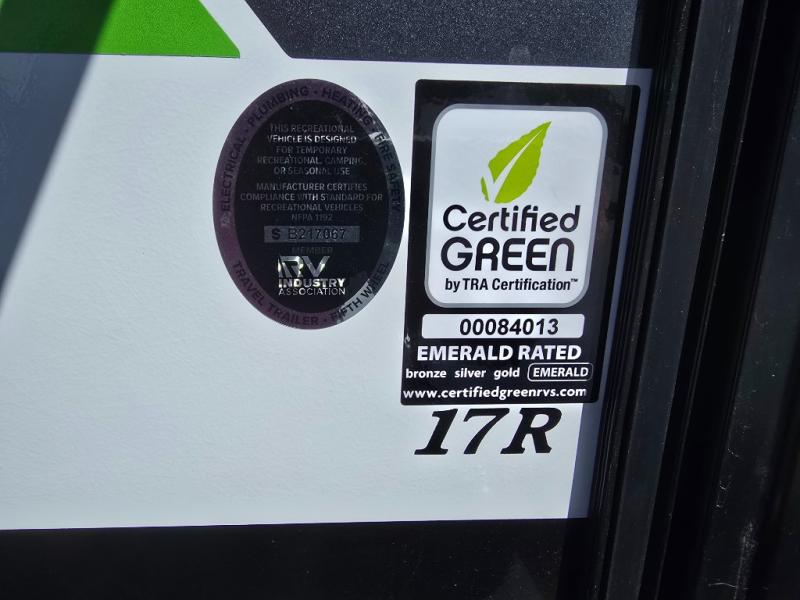 ELECTRICAL · PLUMBING · HEATING · FIRE SAFETY
THIS RECREATIONAL
VEHICLE IS DESIGNED
FOR TEMPORARY
RECREATIONAL, CAMPING,
OR SEASONAL USE
MANUFACTURER CERTIFIES
COMPLIANCE WITH STANDARD FOR
RECREATIONAL VEHICLES
NFPA 1192
S B217067
MEMBER
RV
INDUSTRY
ASSOCIATION
TRAVEL TRAILER · FIFTH WHEEL
Certified
GREEN
by TRA Certification™
00084013
EMERALD RATED
bronze silver gold EMERALD
www.certifiedgreenrvs.com
17R